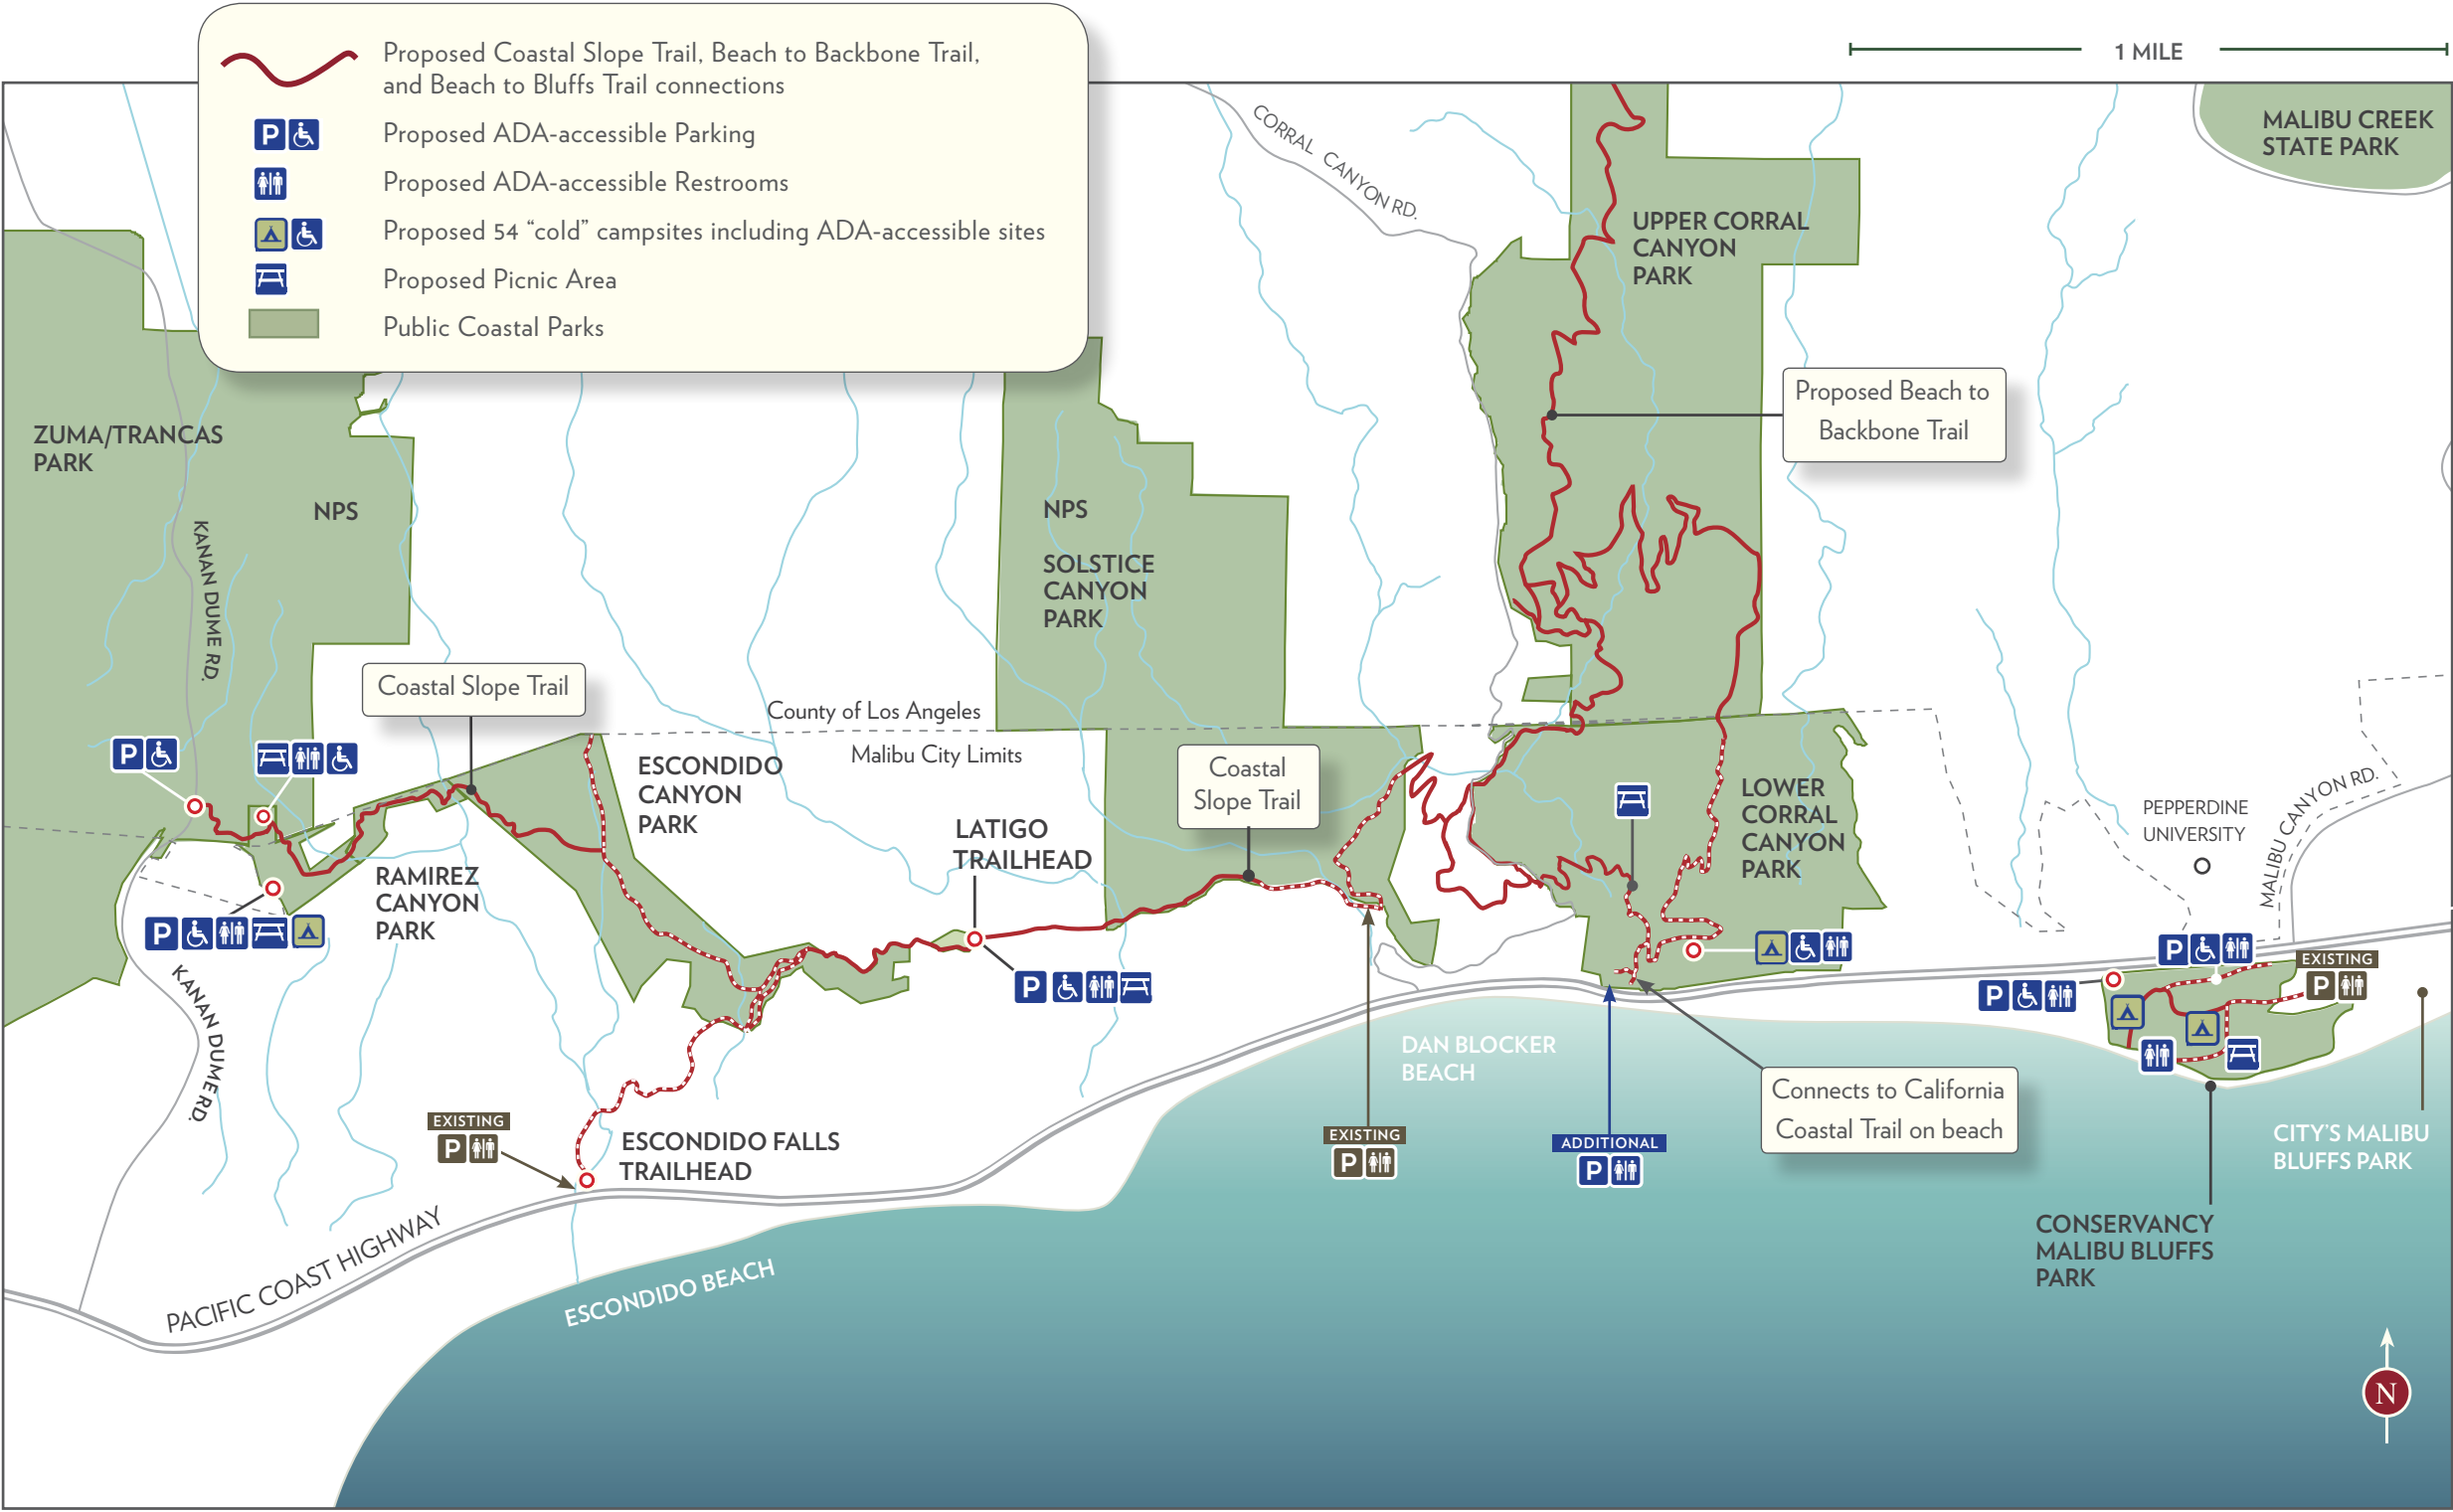 Proposed Coastal Slope Trail, Beach to Backbone Trail,
and Beach to Bluffs Trail connections
P
Proposed ADA-accessible Parking
Proposed ADA-accessible Restrooms
Proposed 54 “cold” campsites including ADA-accessible sites
Proposed Picnic Area
Public Coastal Parks
1 MILE
MALIBU CREEK
STATE PARK
CORRAL CANYON RD.
UPPER CORRAL
CANYON
PARK
Proposed Beach to
Backbone Trail
ZUMA/TRANCAS
PARK
NPS
KANAN DUME RD.
NPS
SOLSTICE
CANYON
PARK
Coastal Slope Trail
County of Los Angeles
Malibu City Limits
P
ESCONDIDO
CANYON
PARK
Coastal
Slope Trail
LOWER
CORRAL
CANYON
PARK
PEPPERDINE
UNIVERSITY
MALIBU CANYON RD.
LATIGO
TRAILHEAD
RAMIREZ
CANYON
PARK
P
P
P
EXISTING
P
P
KANAN DUME RD.
DAN BLOCKER
BEACH
Connects to California
Coastal Trail on beach
EXISTING
P
ESCONDIDO FALLS
TRAILHEAD
EXISTING
P
ADDITIONAL
P
CITY’S MALIBU
BLUFFS PARK
CONSERVANCY
MALIBU BLUFFS
PARK
PACIFIC COAST HIGHWAY
ESCONDIDO BEACH
N